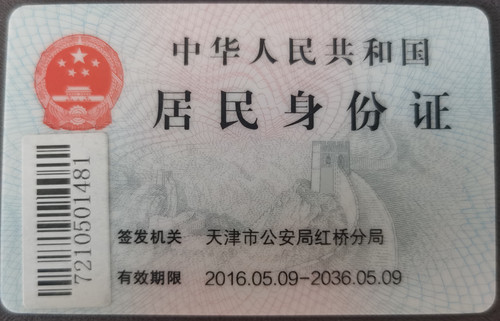 中华人民共和国
居民身份证
签发机关 天津市公安局红桥分局
有效期限 2016.05.09-2036.05.09
7210501481